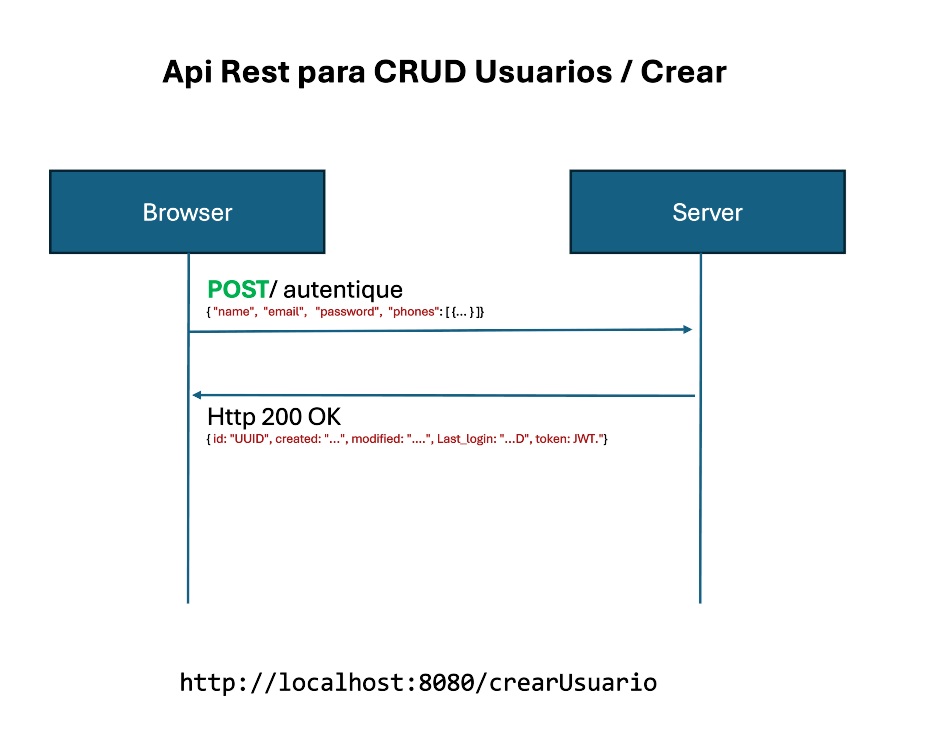 Api Rest para CRUD Usuarios / Crear
Browser
Server
POST/ autentique
{ "name", "email", "password", "phones": [ {... } ]}
Http 200 OK
{ id: "UUID", created: "...", modified: "....", Last_login: "...D", token: JWT."}
http://localhost:8080/crearUsuario